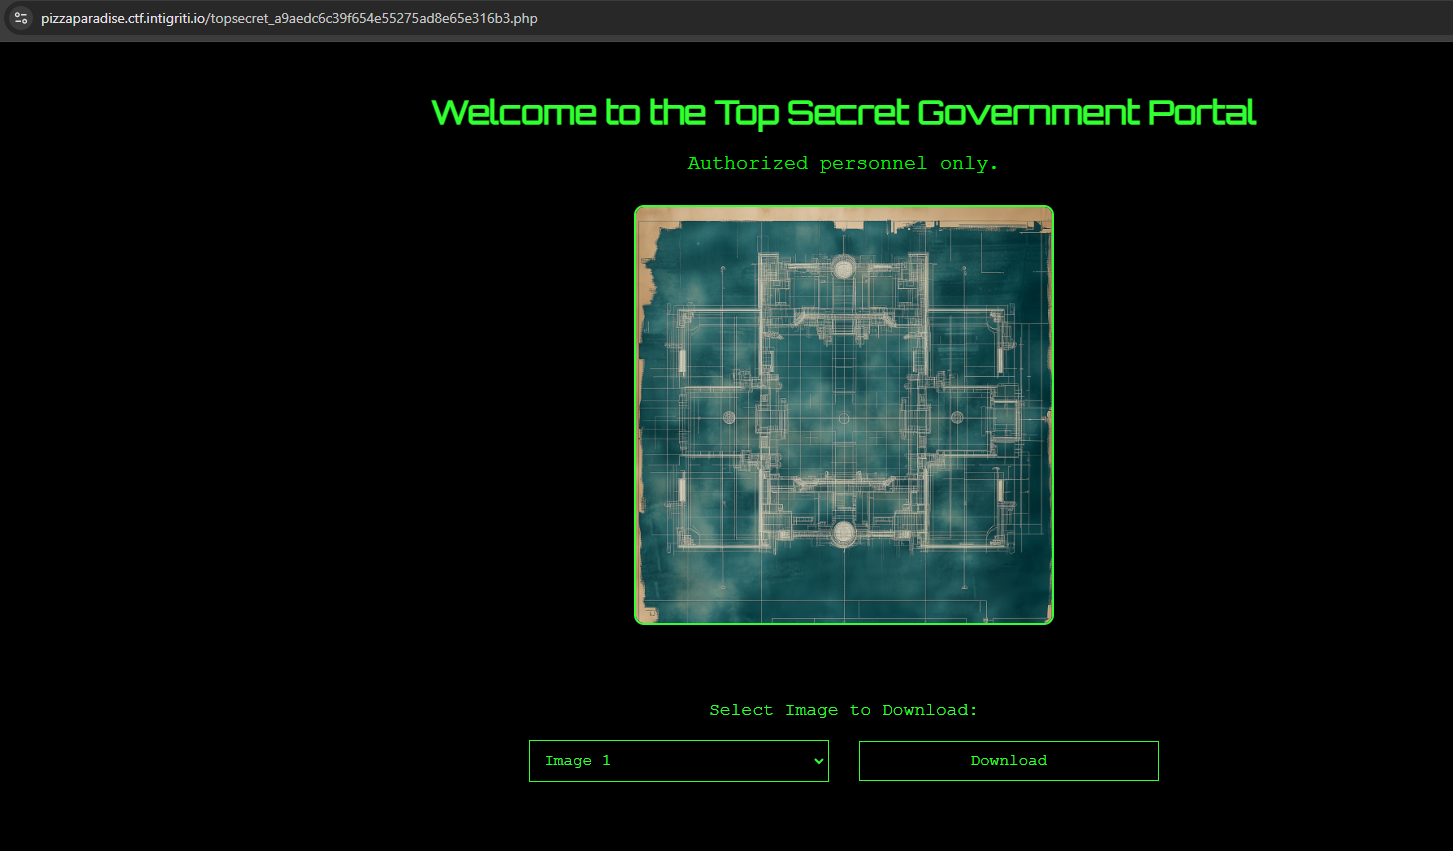 pizzaparadise.ctf.intigriti.io/topsecret_a9aedc6c39f654e55275ad8e65e316b3.php
Welcome to the Top Secret Government Portal
Authorized personnel only.
Select Image to Download:
Image 1
Download